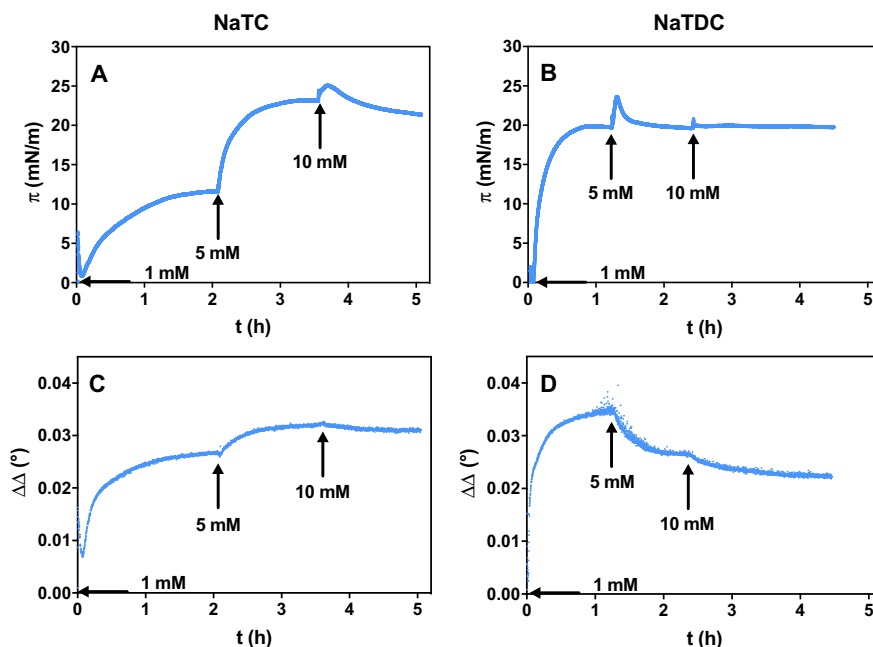 NaTC
NaTDC
A
π (mN/m)
30
25
20
15
10
5
0
1 mM
5 mM
10 mM
0 1 2 3 4 5
t (h)
B
π (mN/m)
30
25
20
15
10
5
0
5 mM
10 mM
1 mM
0 1 2 3 4 5
t (h)
C
ΔΔ (°)
0.04
0.03
0.02
0.01
0.00
5 mM
10 mM
1 mM
0 1 2 3 4 5
t (h)
D
ΔΔ (°)
0.04
0.03
0.02
0.01
0.00
5 mM
10 mM
1 mM
0 1 2 3 4 5
t (h)